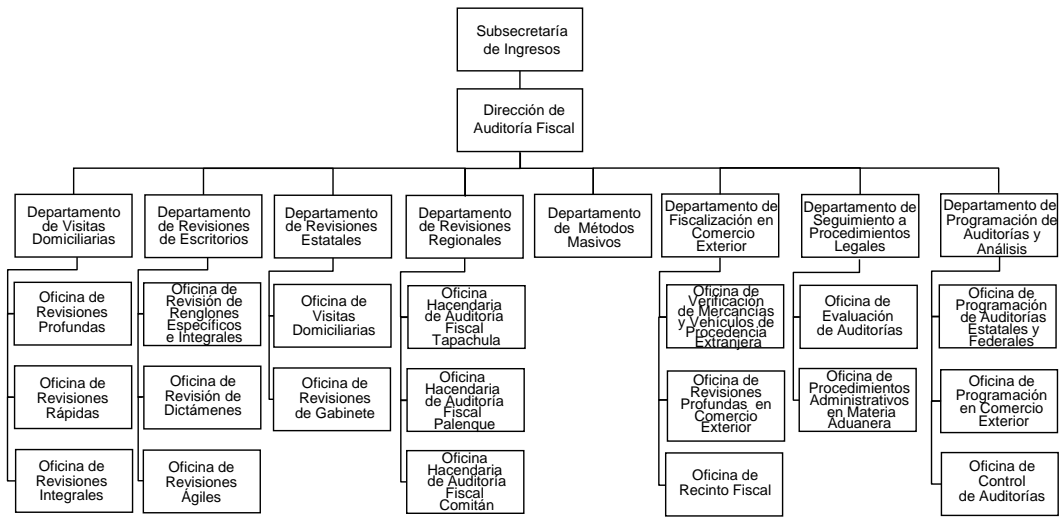 Subsecretaría
de Ingresos
Dirección de
Auditoría Fiscal
Departamento
de Visitas
Domiciliarias
Departamento
de Revisiones
de Escritorios
Departamento
de Revisiones
Estatales
Departamento
de Revisiones
Regionales
Departamento
de Métodos
Masivos
Departamento de
Fiscalización en
Comercio
Exterior
Departamento de
Seguimiento a
Procedimientos
Legales
Departamento de
Programación de
Auditorías y
Análisis
Oficina de
Revisiones
Profundas
Oficina de
Revisión de
Renglones
Específicos
e Integrales
Oficina de
Visitas
Domiciliarias
Oficina
Hacendaria
de Auditoría
Fiscal
Tapachula
Oficina de
Verificación
de Mercancías
y Vehículos de
Procedencia
Extranjera
Oficina de
Evaluación
de Auditorías
Oficina de
Programación
de Auditorías
Estatales y
Federales
Oficina de
Revisiones
Rápidas
Oficina de
Revisión de
Dictámenes
Oficina de
Revisiones
de Gabinete
Oficina
Hacendaria
de Auditoría
Fiscal
Palenque
Oficina de
Revisiones
Profundas en
Comercio
Exterior
Oficina de
Procedimientos
Administrativos
en Materia
Aduanera
Oficina de
Programación
en Comercio
Exterior
Oficina de
Revisiones
Integrales
Oficina de
Revisiones
Ágiles
Oficina
Hacendaria
de Auditoría
Fiscal
Comitán
Oficina de
Recinto Fiscal
Oficina de
Control
de Auditorías